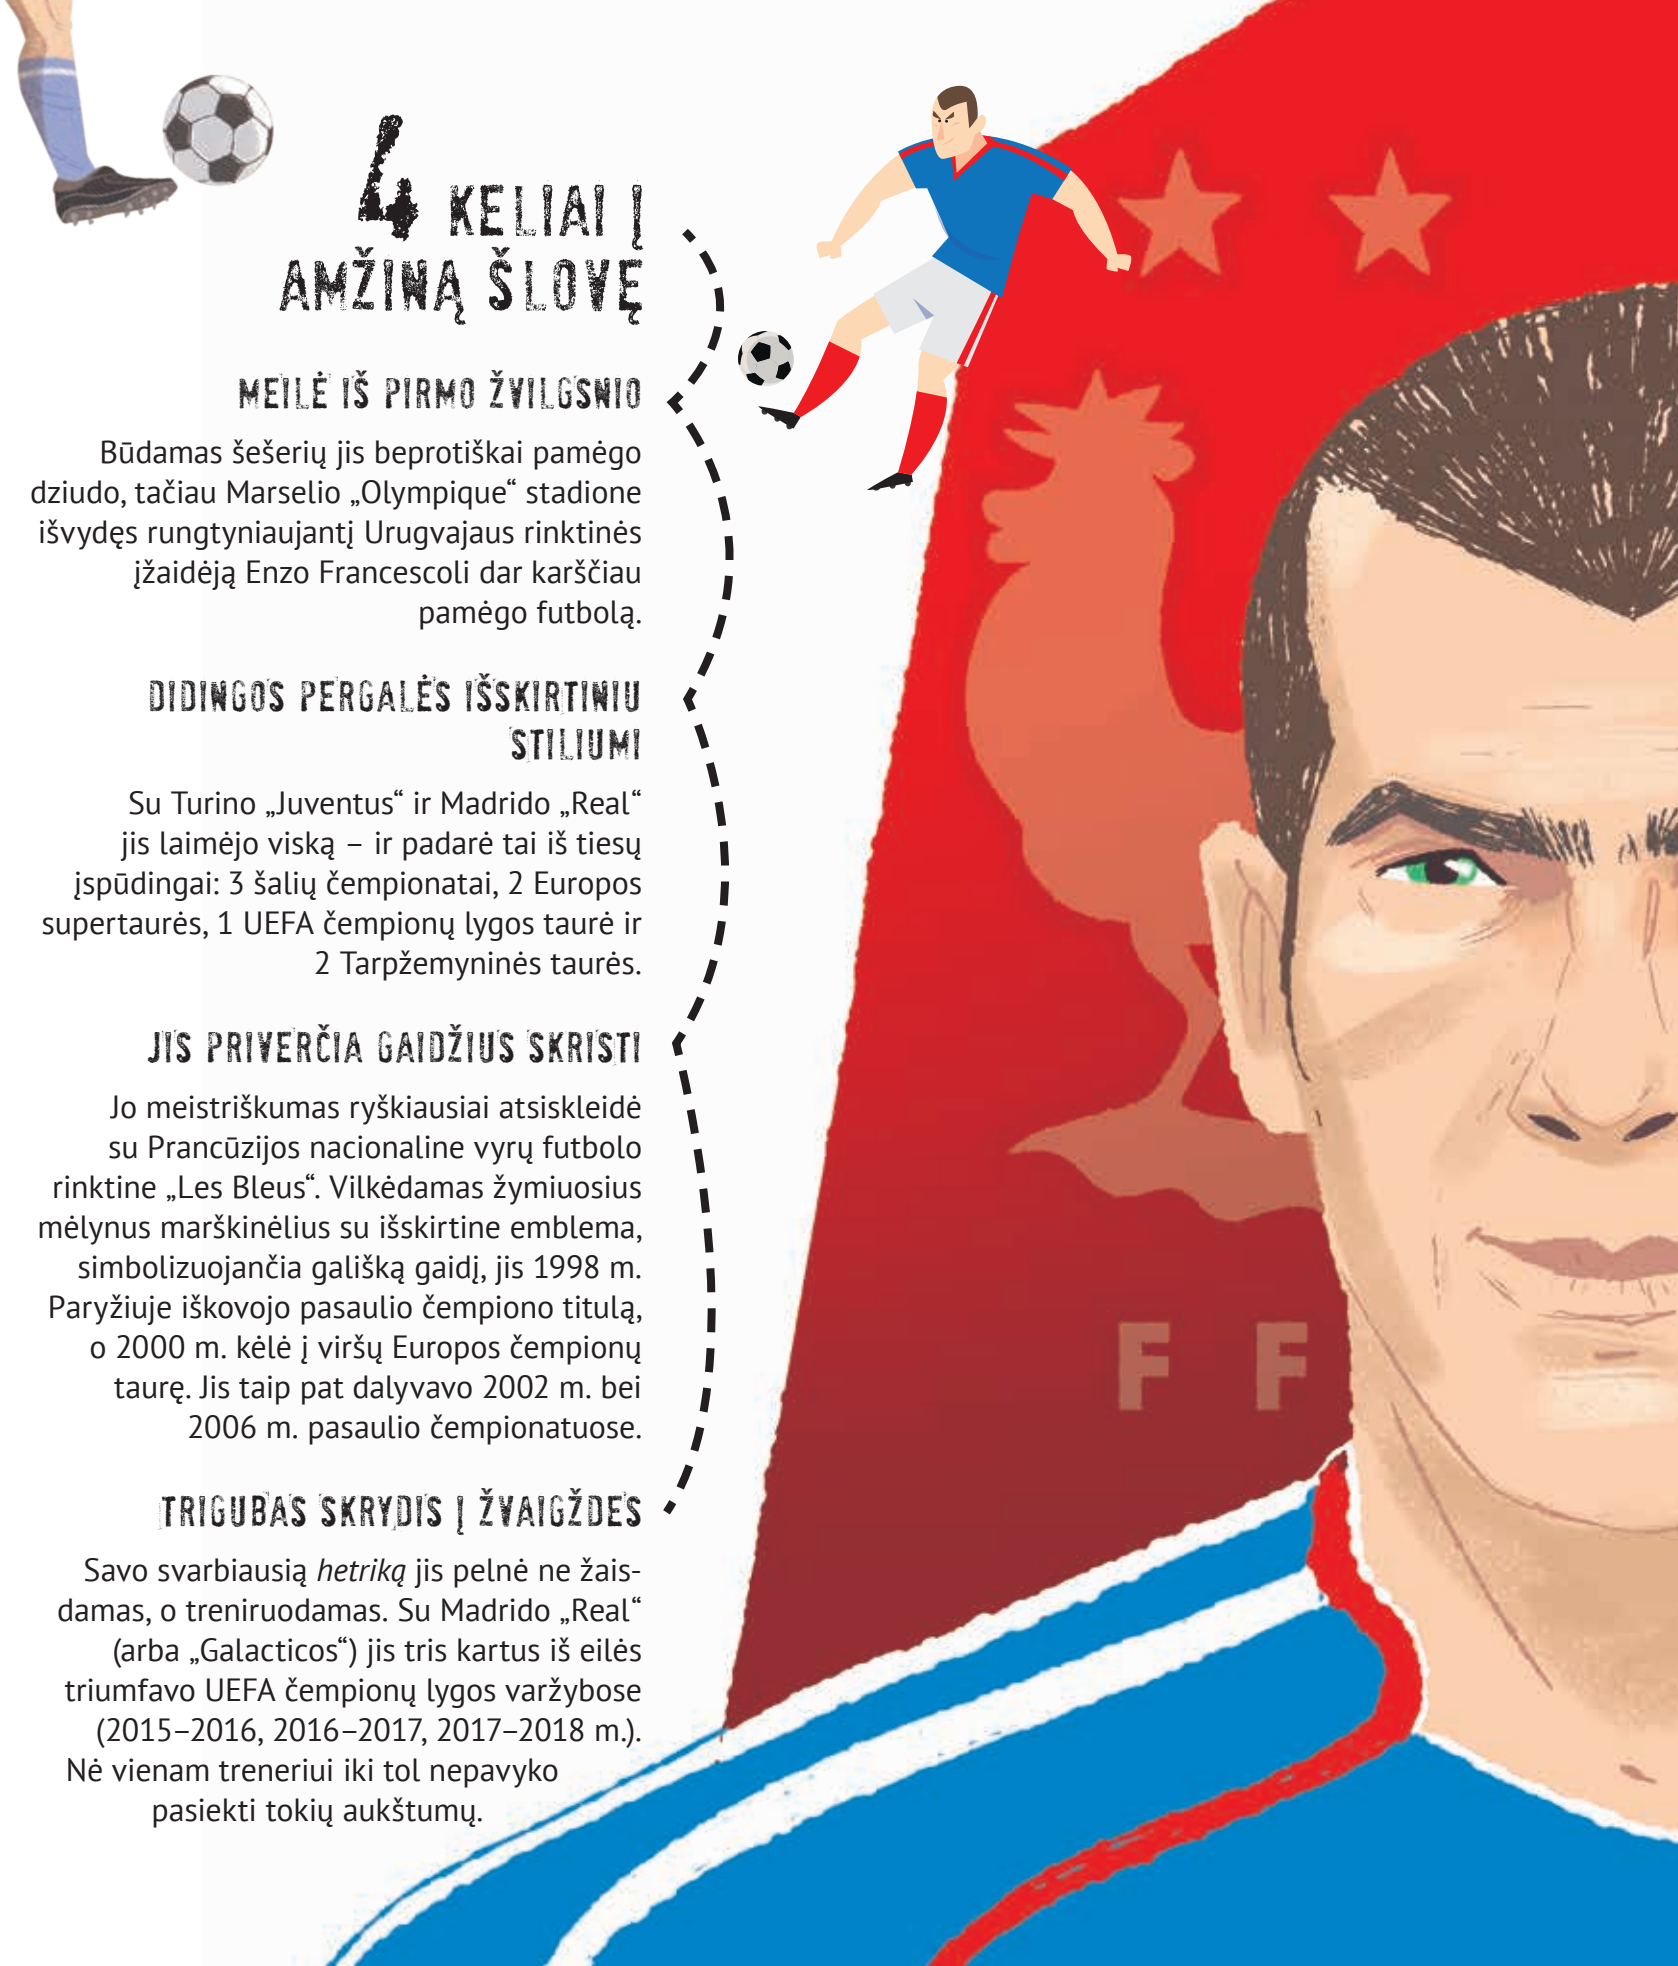 4 KELIAI Į
AMŽINĄ ŠLOVĘ
MEILĖ IŠ PIRMO ŽVILGSNIO
Būdamas šešerių jis beprotiškai pamėgo
dziudo, tačiau Marselio „Olympique“ stadione
išvydęs rungtyniaujantį Urugvajaus rinktinės
įžaidėją Enzo Francescoli dar karščiau
pamėgo futbolą.
DIDINGOS PERGALĖS IŠSKIRTINIU
STILIUMI
Su Turino „Juventus“ ir Madrido „Real“
jis laimėjo viską – ir padarė tai iš tiesų
įspūdingai: 3 šalių čempionatai, 2 Europos
supertaurės, 1 UEFA čempionų lygos taurė ir
2 Tarpžemyninės taurės.
JIS PRIVERČIA GAIDŽIUS SKRISTI
Jo meistriškumas ryškiausiai atsiskleidė
su Prancūzijos nacionaline vyrų futbolo
rinktine „Les Bleus“. Vilkėdamas žymiuosius
mėlynus marškinėlius su išskirtine emblema,
simbolizuojančia gališką gaidį, jis 1998 m.
Paryžiuje iškovojo pasaulio čempiono titulą,
o 2000 m. kėlė į viršų Europos čempionų
taurę. Jis taip pat dalyvavo 2002 m. bei
2006 m. pasaulio čempionatuose.
TRIGUBAS SKRYDIS Į ŽVAIGŽDES
Savo svarbiausią hetriką jis pelnė ne žais-
damas, o treniruodamas. Su Madrido „Real“
(arba „Galacticos“) jis tris kartus iš eilės
triumfavo UEFA čempionų lygos varžybose
(2015–2016, 2016–2017, 2017–2018 m.).
Nė vienam treneriui iki tol nepavyko
pasiekti tokių aukštumų.
F F